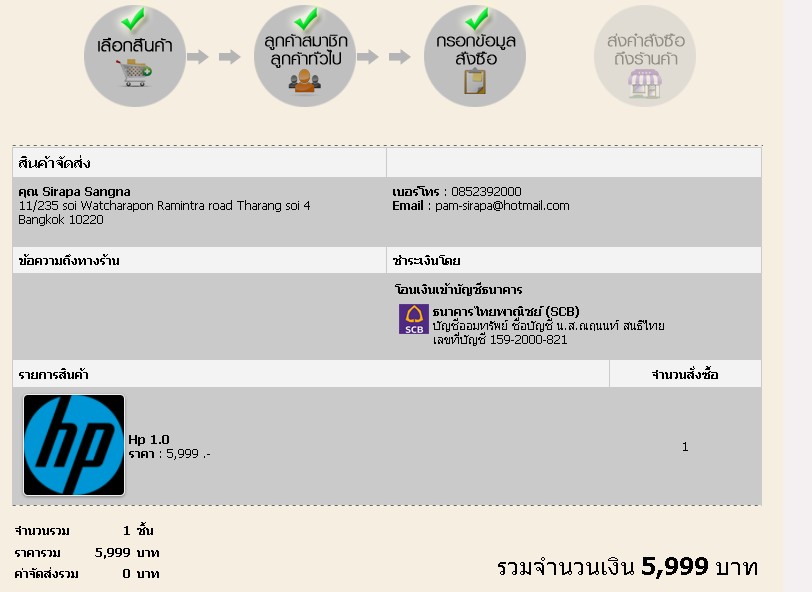 เลือกสินค้า
ลูกค้าสมาชิก
ลูกค้าทั่วไป
กรอกข้อมูล
สั่งซื้อ
ส่งคำสั่งซื้อ
ถึงร้านค้า
สินค้าจัดส่ง
คุณ Sirapa Sangna
11/235 soi Watcharapon Ramintra road Tharang soi 4
Bangkok 10220
เบอร์โทร : 0852392000
Email : pam-sirapa@hotmail.com
ข้อความถึงทางร้าน
ชำระเงินโดย
โอนเงินเข้าบัญชีธนาคาร
SCB
ธนาคารไทยพาณิชย์ (SCB)
บัญชีออมทรัพย์ ชื่อบัญชี น.ส.ณฤนนท์ สนธิไทย
เลขที่บัญชี 159-2000-821
รายการสินค้า
จำนวนสั่งซื้อ
hp
Hp 1.0
ราคา : 5,999 .-
1
จำนวนรวม 1 ชิ้น
ราคารวม 5,999 บาท
ค่าจัดส่งรวม 0 บาท
รวมจำนวนเงิน 5,999 บาท